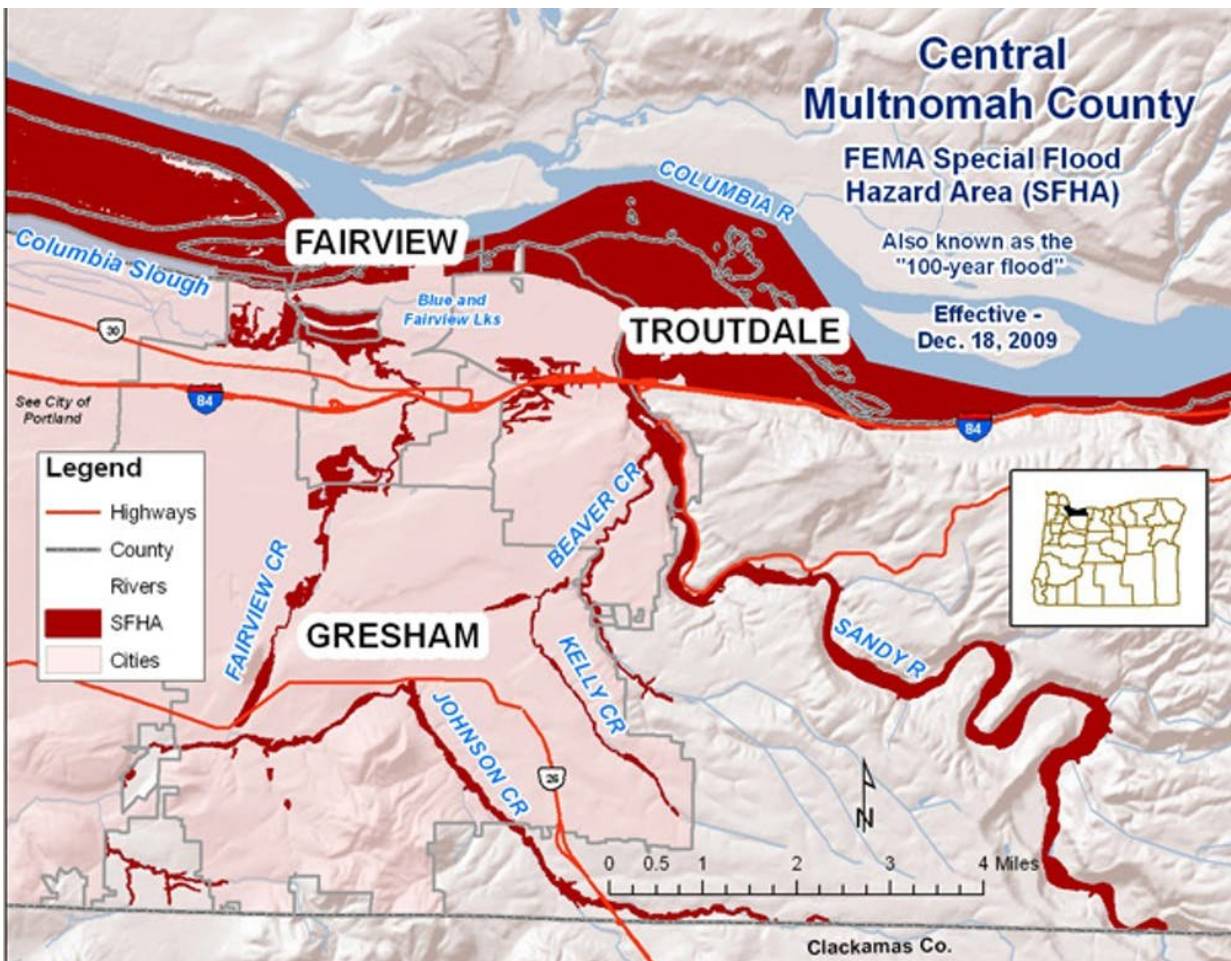 Central
Multnomah County
FEMA Special Flood
Hazard Area (SFHA)
Also known as the
"100-year flood"
Effective -
Dec. 18, 2009
COLUMBIA R
FAIRVIEW
Columbia Slough
Blue and
Fairview Lks
TROUTDALE
30
84
84
See City of
Portland
Legend
Highways
County
Rivers
SFHA
Cities
BEAVER CR
FAIRVIEW CR
GRESHAM
KELLY CR
SANDY R
JOHNSON CR
26
N
0 0.5 1 2 3 4 Miles
Clackamas Co.